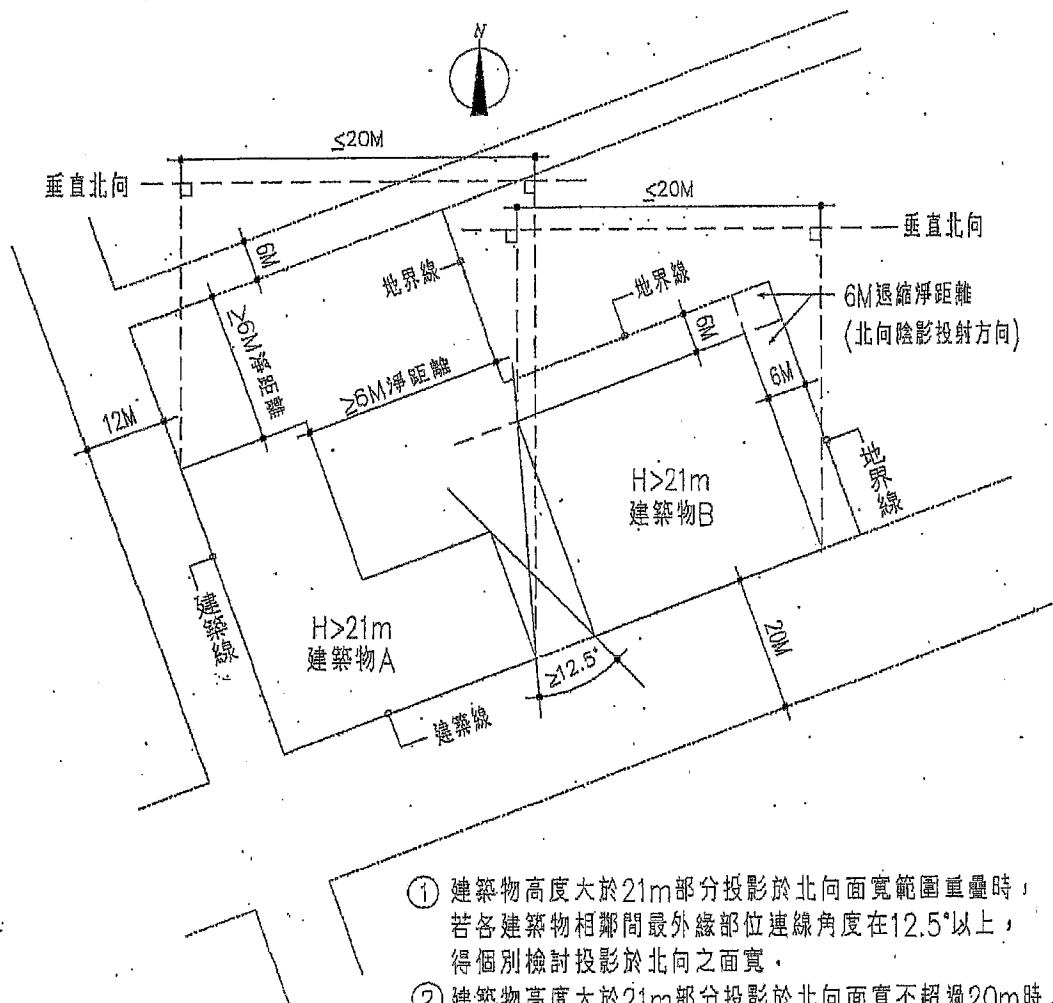 N
≤20M
垂直北向
≤20M
垂直北向
6M
地界線
地界線
6M退縮淨距離
(北向陰影投射方向)
≥6M淨距離
6M
≥6M淨距離
6M
12M
地界線
H>21m
建築物B
建築線
H>21m
建築物A
20M
≥12.5°
建築線
① 建築物高度大於21m部分投影於北向面寬範圍重疊時，
若各建築物相鄰間最外緣部位連線角度在12.5°以上，
得個別檢討投影於北向之面寬。
② 建築物高度大於21m部分投影於北向面寬不超過20m時，